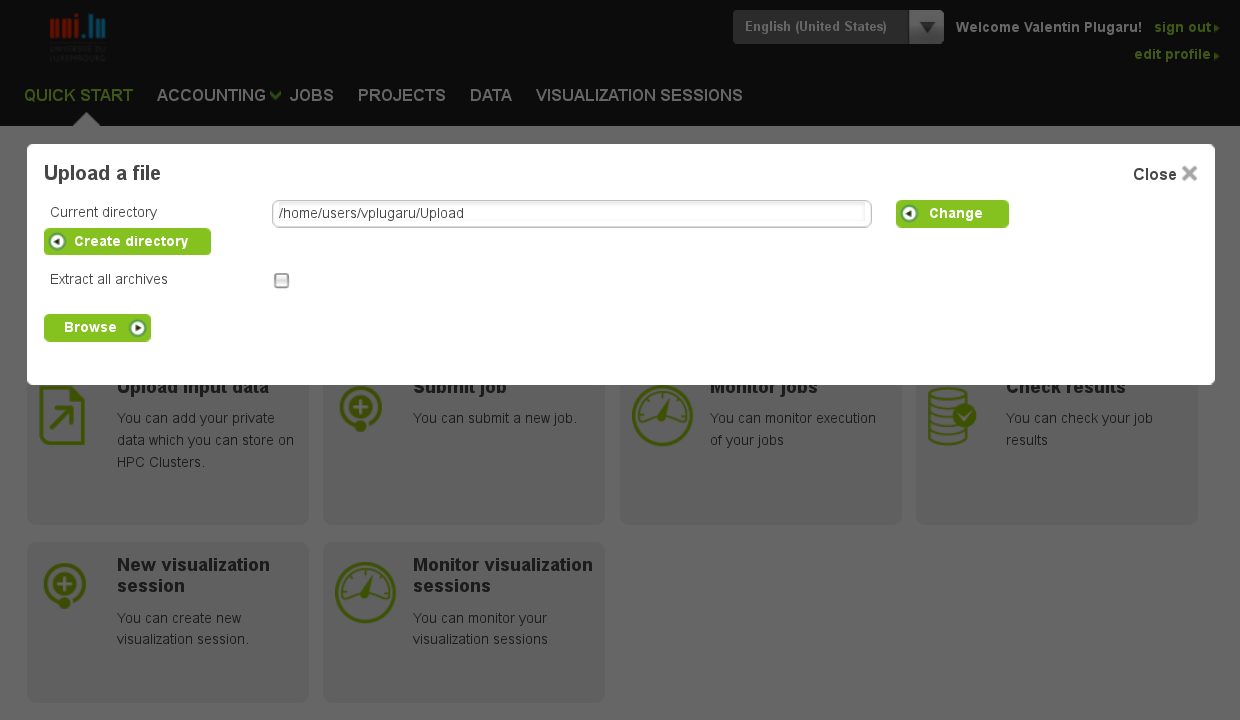 uni.lu
UNIVERSITÉ DU
LUXEMBOURG
English (United States)
Welcome Valentin Plugaru! sign out
edit profile
QUICK START ACCOUNTING JOBS PROJECTS DATA VISUALIZATION SESSIONS
Upload a file
Close
Current directory /home/users/vplugaru/Upload Change
Create directory
Extract all archives
Browse
Upload input data
You can add your private
data which you can store on
HPC Clusters.
Submit job
You can submit a new job.
Monitor jobs
You can monitor execution
of your jobs
Check results
You can check your job
results
New visualization
session
You can create new
visualization session.
Monitor visualization
sessions
You can monitor your
visualization sessions